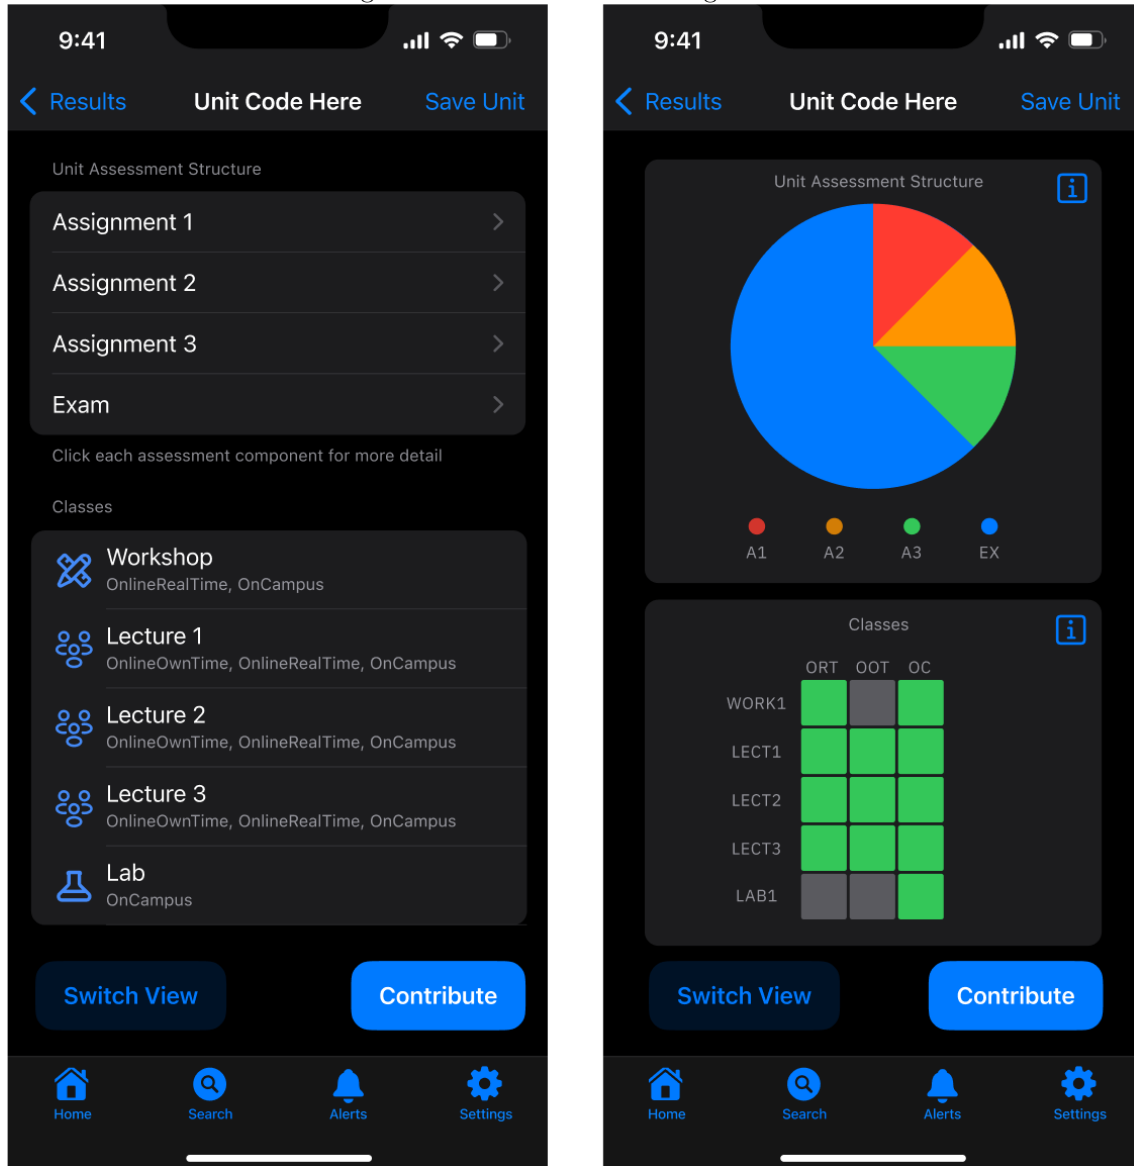 9:41
Results
Unit Code Here
Save Unit
Unit Assessment Structure
Assignment 1
Assignment 2
Assignment 3
Exam
Click each assessment component for more detail
Classes
Workshop
OnlineRealTime, OnCampus
Lecture 1
OnlineOwnTime, OnlineRealTime, OnCampus
Lecture 2
OnlineOwnTime, OnlineRealTime, OnCampus
Lecture 3
OnlineOwnTime, OnlineRealTime, OnCampus
Lab
OnCampus
Switch View
Contribute
Home
Search
Alerts
Settings
9:41
Results
Unit Code Here
Save Unit
Unit Assessment Structure
i
A1
A2
A3
EX
Classes
i
ORT OOT OC
WORK1
LECT1
LECT2
LECT3
LAB1
Switch View
Contribute
Home
Search
Alerts
Settings